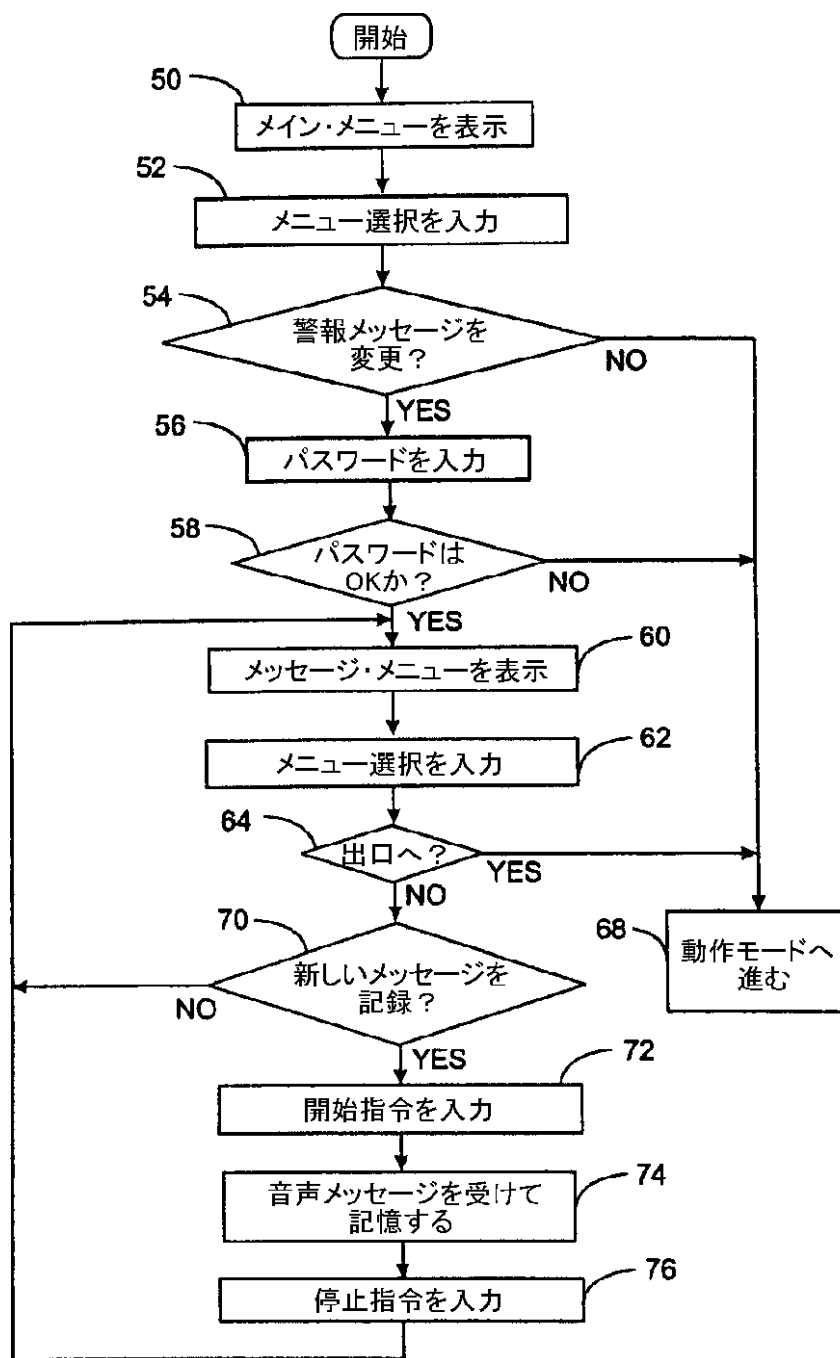 開始
50
メイン・メニューを表示
52
メニュー選択を入力
54
警報メッセージを
変更？
NO
YES
56
パスワードを入力
58
パスワードは
OKか？
NO
YES
60
メッセージ・メニューを表示
62
メニュー選択を入力
64
出口へ？
YES
NO
70
新しいメッセージを
記録？
NO
YES
68
動作モードへ
進む
72
開始指令を入力
74
音声メッセージを受けて
記憶する
76
停止指令を入力